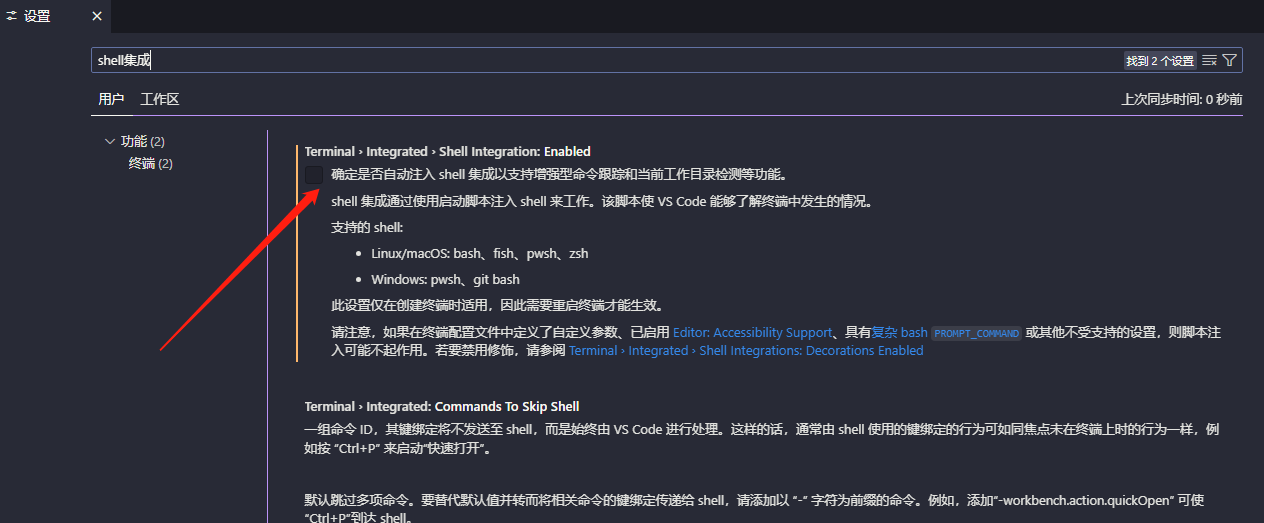 设置
shell集成
找到 2 个设置
用户 工作区
上次同步时间: 0 秒前
功能 (2)
终端 (2)
Terminal › Integrated › Shell Integration: Enabled
确定是否自动注入 shell 集成以支持增强型命令跟踪和当前工作目录检测等功能。
shell 集成通过使用启动脚本注入 shell 来工作。该脚本使 VS Code 能够了解终端中发生的情况。
支持的 shell:
• Linux/macOS: bash、fish、pwsh、zsh
• Windows: pwsh、git bash
此设置仅在创建终端时适用，因此需要重启终端才能生效。
请注意，如果在终端配置文件中定义了自定义参数、已启用 Editor: Accessibility Support、具有复杂 bash PROMPT_COMMAND 或其他不受支持的设置，则脚本注
入可能不起作用。若要禁用修饰，请参阅 Terminal › Integrated › Shell Integrations: Decorations Enabled
Terminal › Integrated: Commands To Skip Shell
一组命令 ID，其键绑定将不发送至 shell，而是始终由 VS Code 进行处理。这样的话，通常由 shell 使用的键绑定的行为可如同焦点未在终端上时的行为一样，例
如按 “Ctrl+P” 来启动“快速打开”。
默认跳过多项命令。要替代默认值并转而将相关命令的键绑定传递给 shell，请添加以 “-” 字符为前缀的命令。例如，添加“-workbench.action.quickOpen” 可使
“Ctrl+P”到达 shell。